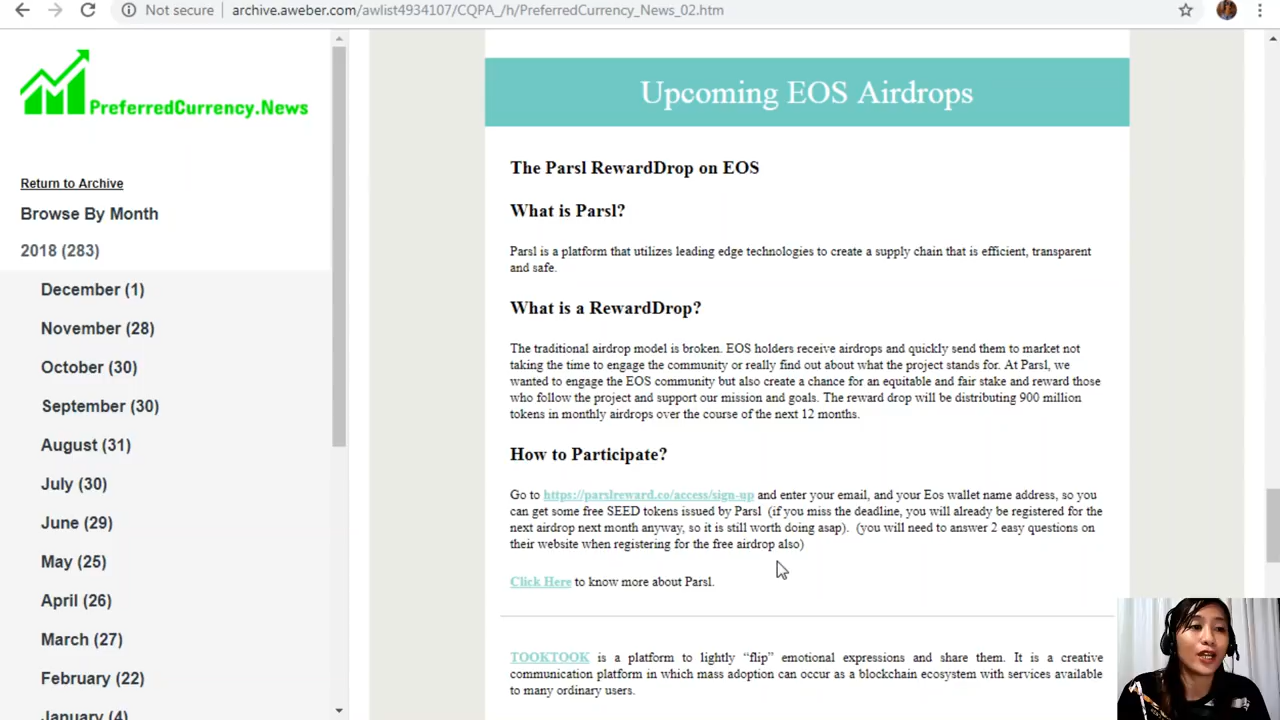 Not secure
archive.aweber.com/awlist4934107/CQPA_/h/PreferredCurrency_News_02.htm
PreferredCurrency.News
Return to Archive
Browse By Month
2018 (283)
December (1)
November (28)
October (30)
September (30)
August (31)
July (30)
June (29)
May (25)
April (26)
March (27)
February (22)
January (4)
Upcoming EOS Airdrops
The Parsl RewardDrop on EOS
What is Parsl?
Parsl is a platform that utilizes leading edge technologies to create a supply chain that is efficient, transparent
and safe.
What is a RewardDrop?
The traditional airdrop model is broken. EOS holders receive airdrops and quickly send them to market not
taking the time to engage the community or really find out about what the project stands for. At Parsl, we
wanted to engage the EOS community but also create a chance for an equitable and fair stake and reward those
who follow the project and support our mission and goals. The reward drop will be distributing 900 million
tokens in monthly airdrops over the course of the next 12 months.
How to Participate?
Go to https://parslreward.co/access/sign-up and enter your email, and your Eos wallet name address, so you
can get some free SEED tokens issued by Parsl (if you miss the deadline, you will already be registered for the
next airdrop next month anyway, so it is still worth doing asap). (you will need to answer 2 easy questions on
their website when registering for the free airdrop also)
Click Here to know more about Parsl.
TOOKTOOK is a platform to lightly “flip” emotional expressions and share them. It is a creative
communication platform in which mass adoption can occur as a blockchain ecosystem with services available
to many ordinary users.